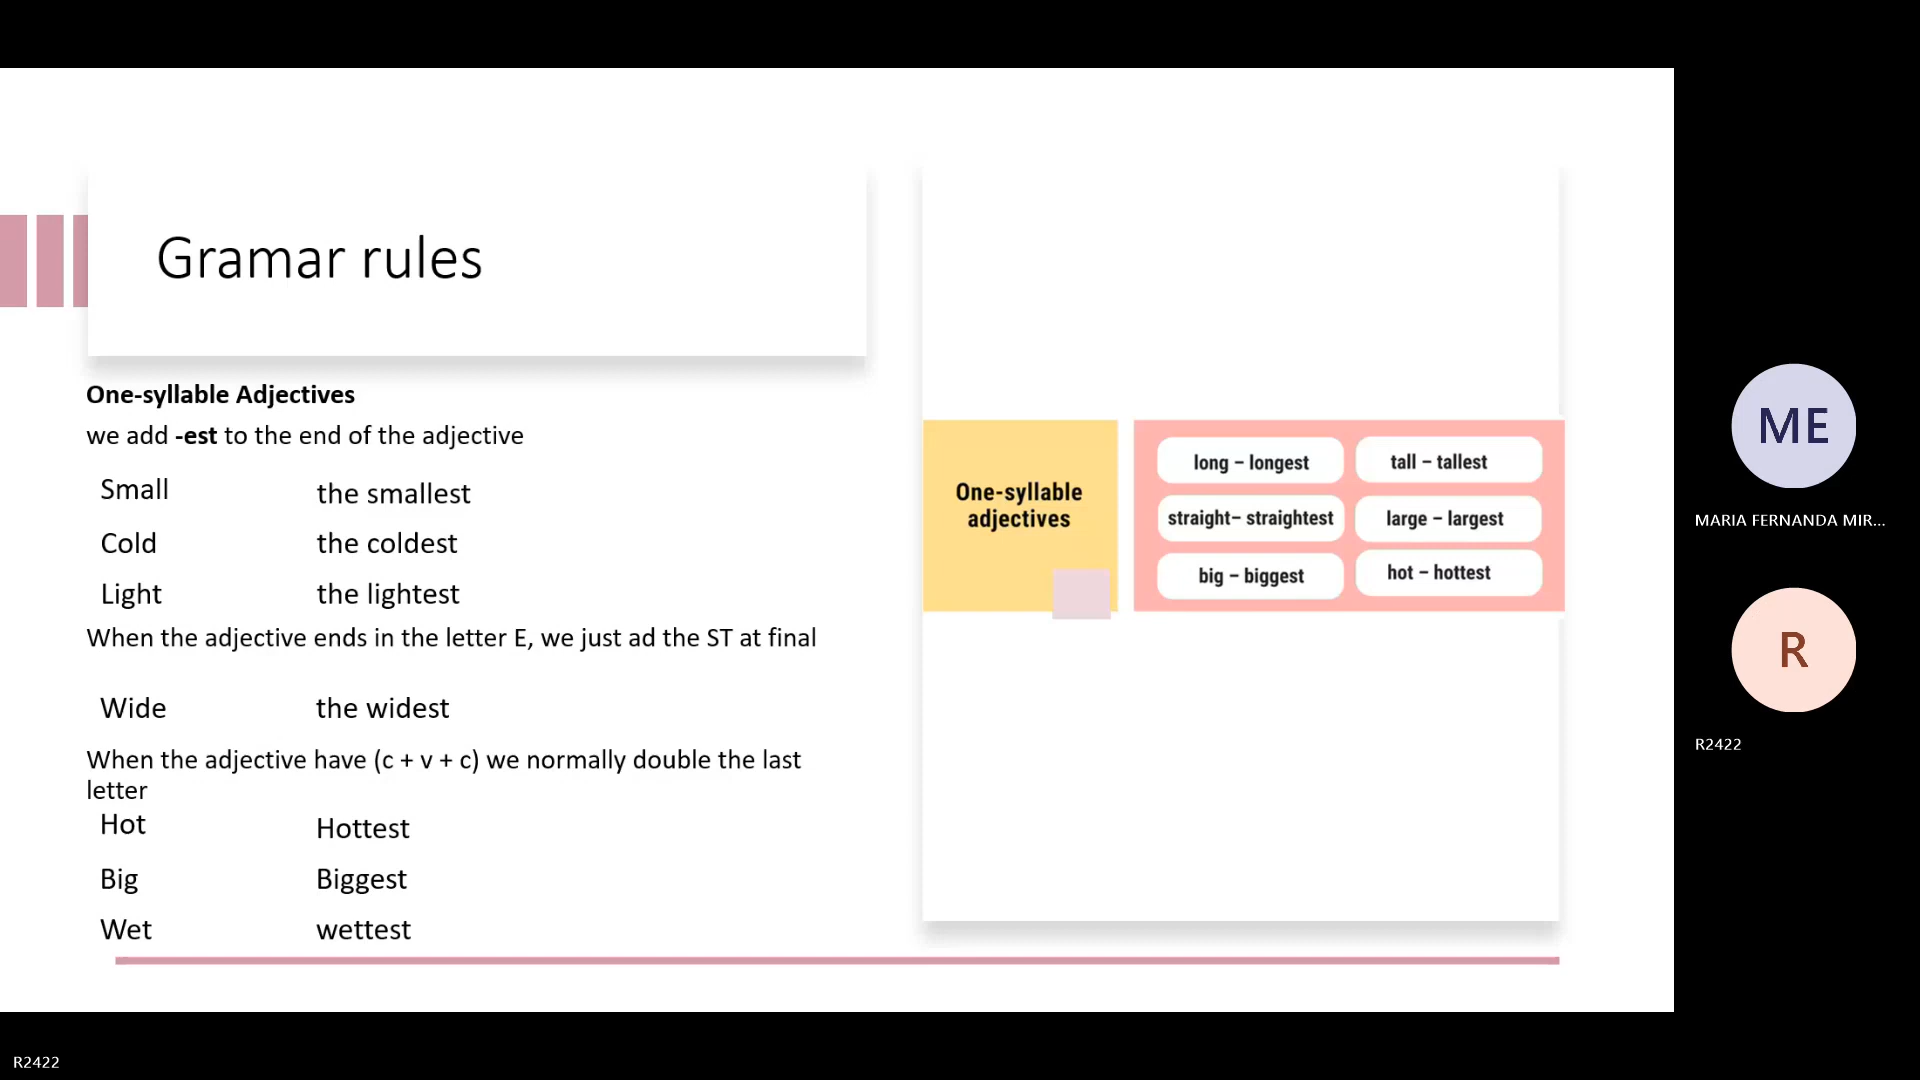 Gramar rules
One-syllable Adjectives
we add -est to the end of the adjective
Small the smallest
Cold the coldest
Light the lightest
When the adjective ends in the letter E, we just ad the ST at final
Wide the widest
When the adjective have (c + v + c) we normally double the last
letter
Hot Hottest
Big Biggest
Wet wettest
One-syllable
adjectives
long – longest tall – tallest
straight– straightest large – largest
big – biggest hot – hottest
ME
MARIA FERNANDA MIR...
R
R2422
R2422